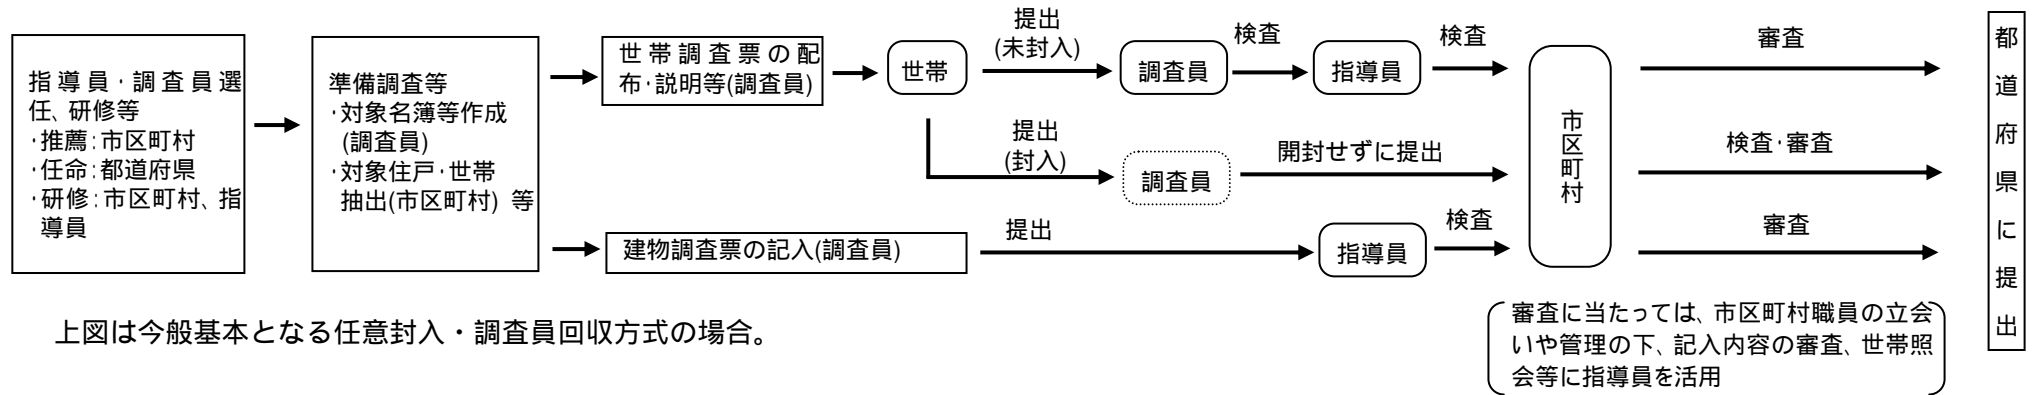 指導員・調査員選
任、研修等
・推薦：市区町村
・任命：都道府県
・研修：市区町村、指
導員
準備調査等
・対象名簿等作成
(調査員)
・対象住戸・世帯
抽出(市区町村) 等
世帯調査票の配
布・説明等(調査員)
世帯
提出
(未封入)
調査員
検査
指導員
検査
提出
(封入)
調査員
開封せずに提出
建物調査票の記入(調査員)
提出
指導員
検査
市区町村
審査
検査・審査
審査
都道府県に提出
審査に当たっては、市区町村職員の立会
いや管理の下、記入内容の審査、世帯照
会等に指導員を活用
上図は今般基本となる任意封入・調査員回収方式の場合。